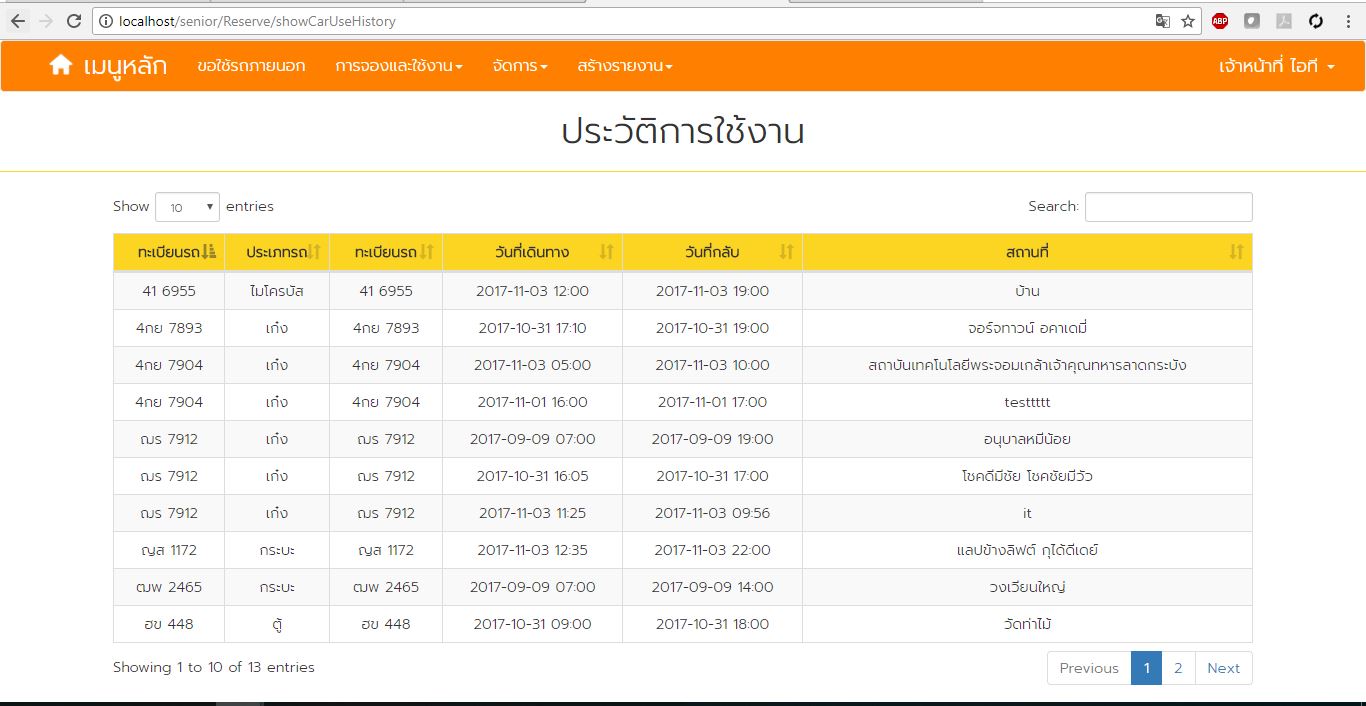 localhost/senior/Reserve/showCarUseHistory
เมนูหลัก ขอใช้รถภายนอก การจองและใช้งาน จัดการ สร้างรายงาน เจ้าหน้าที่ ไอที
ประวัติการใช้งาน
Show 10 entries Search:
ทะเบียนรถ ประเภทรถ ทะเบียนรถ วันที่เดินทาง วันที่กลับ สถานที่
41 6955 ไมโครบัส 41 6955 2017-11-03 12:00 2017-11-03 19:00 บ้าน
4กย 7893 เก๋ง 4กย 7893 2017-10-31 17:10 2017-10-31 19:00 จอร์จทาวน์ อคาเดมี่
4กย 7904 เก๋ง 4กย 7904 2017-11-03 05:00 2017-11-03 10:00 สถาบันเทคโนโลยีพระจอมเกล้าเจ้าคุณทหารลาดกระบัง
4กย 7904 เก๋ง 4กย 7904 2017-11-01 16:00 2017-11-01 17:00 testtttt
ฌร 7912 เก๋ง ฌร 7912 2017-09-09 07:00 2017-09-09 19:00 อนุบาลหมีน้อย
ฌร 7912 เก๋ง ฌร 7912 2017-10-31 16:05 2017-10-31 17:00 โชคดีมีชัย โชคชัยมีวัว
ฌร 7912 เก๋ง ฌร 7912 2017-11-03 11:25 2017-11-03 09:56 it
ญส 1172 กระบะ ญส 1172 2017-11-03 12:35 2017-11-03 22:00 แลปข้างลิฟต์ กุได้ดีเดย์
ฒพ 2465 กระบะ ฒพ 2465 2017-09-09 07:00 2017-09-09 14:00 วงเวียนใหญ่
ฮข 448 ตู้ ฮข 448 2017-10-31 09:00 2017-10-31 18:00 วัดท่าไม้
Showing 1 to 10 of 13 entries Previous 1 2 Next